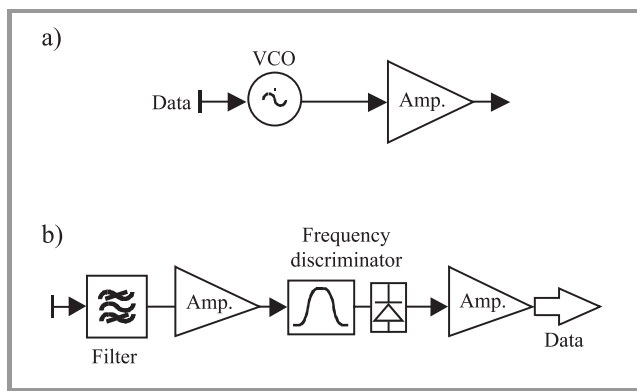 a)
VCO
Data
Amp.
b)
Frequency
discriminator
Amp.
Amp.
Filter
Data